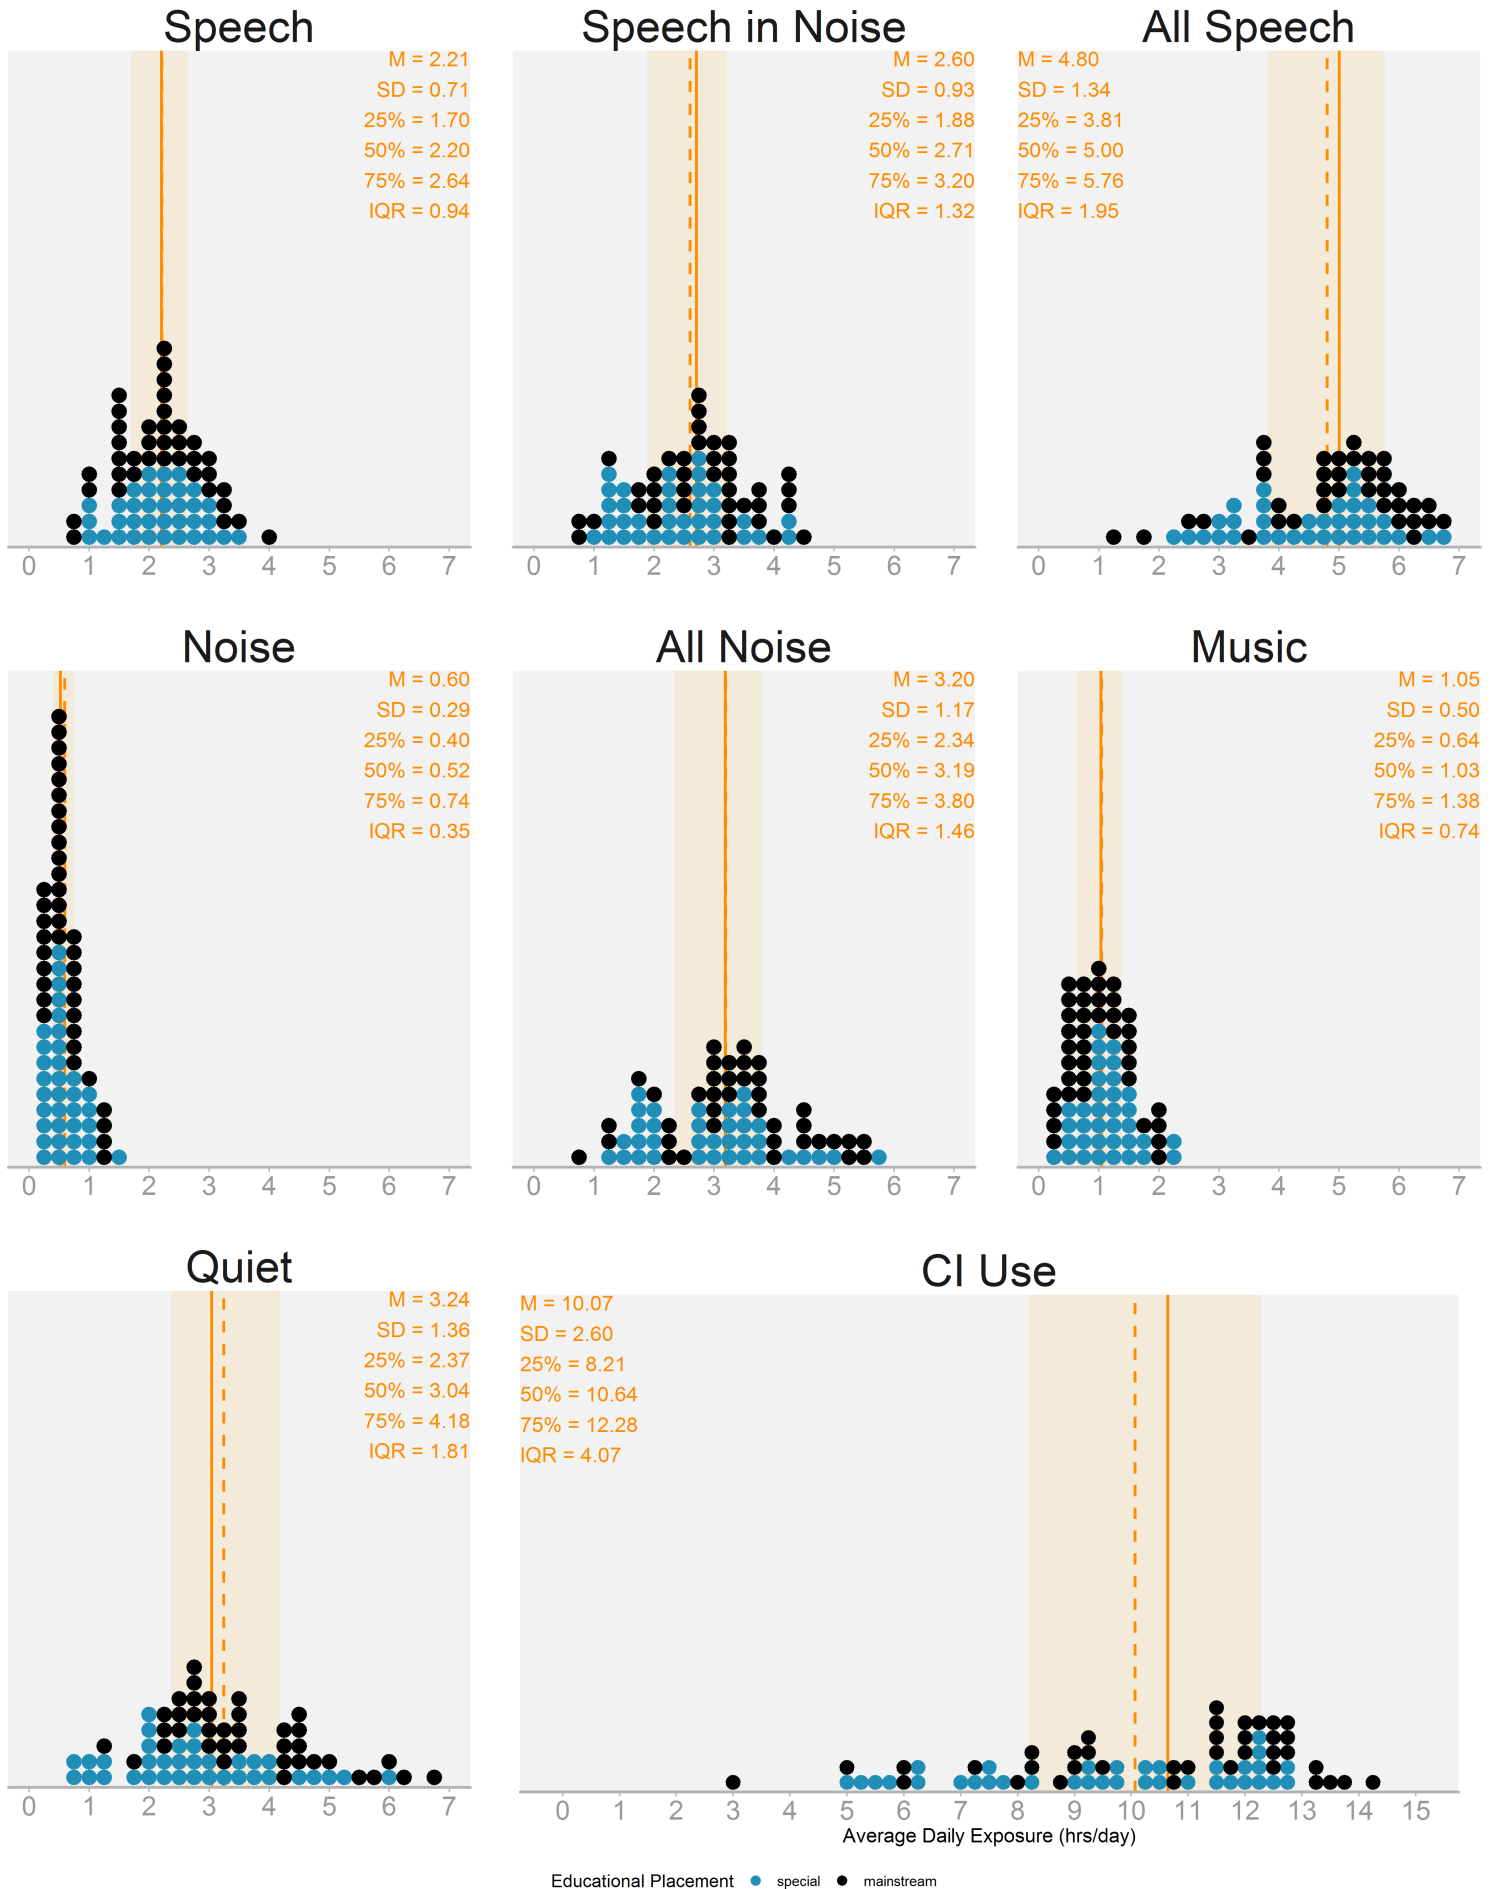 Speech
M = 2.21
SD = 0.71
25% = 1.70
50% = 2.20
75% = 2.64
IQR = 0.94
0 1 2 3 4 5 6 7
Speech in Noise
M = 2.60
SD = 0.93
25% = 1.88
50% = 2.71
75% = 3.20
IQR = 1.32
0 1 2 3 4 5 6 7
All Speech
M = 4.80
SD = 1.34
25% = 3.81
50% = 5.00
75% = 5.76
IQR = 1.95
0 1 2 3 4 5 6 7
Noise
M = 0.60
SD = 0.29
25% = 0.40
50% = 0.52
75% = 0.74
IQR = 0.35
0 1 2 3 4 5 6 7
All Noise
M = 3.20
SD = 1.17
25% = 2.34
50% = 3.19
75% = 3.80
IQR = 1.46
0 1 2 3 4 5 6 7
Music
M = 1.05
SD = 0.50
25% = 0.64
50% = 1.03
75% = 1.38
IQR = 0.74
0 1 2 3 4 5 6 7
Quiet
M = 3.24
SD = 1.36
25% = 2.37
50% = 3.04
75% = 4.18
IQR = 1.81
0 1 2 3 4 5 6 7
CI Use
M = 10.07
SD = 2.60
25% = 8.21
50% = 10.64
75% = 12.28
IQR = 4.07
0 1 2 3 4 5 6 7 8 9 10 11 12 13 14 15
Average Daily Exposure (hrs/day)
Educational Placement special mainstream